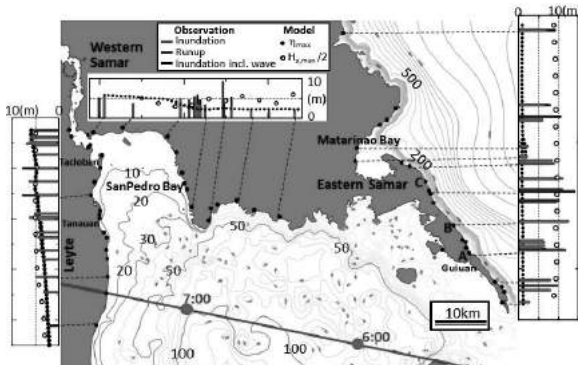 Observation Model
Inundation ηmax
Runup Hs,max/2
Inundation incl. wave
Western
Samar
10
(m)
0
10(m) 0
0 10(m)
500
200
Matarinao Bay
Eastern Samar
C
B
A
Guiuan
Tacloban
SanPedro Bay
Tanauan
Leyte
10
20
30
20
50
50
50
7:00
6:00
100
100
10km